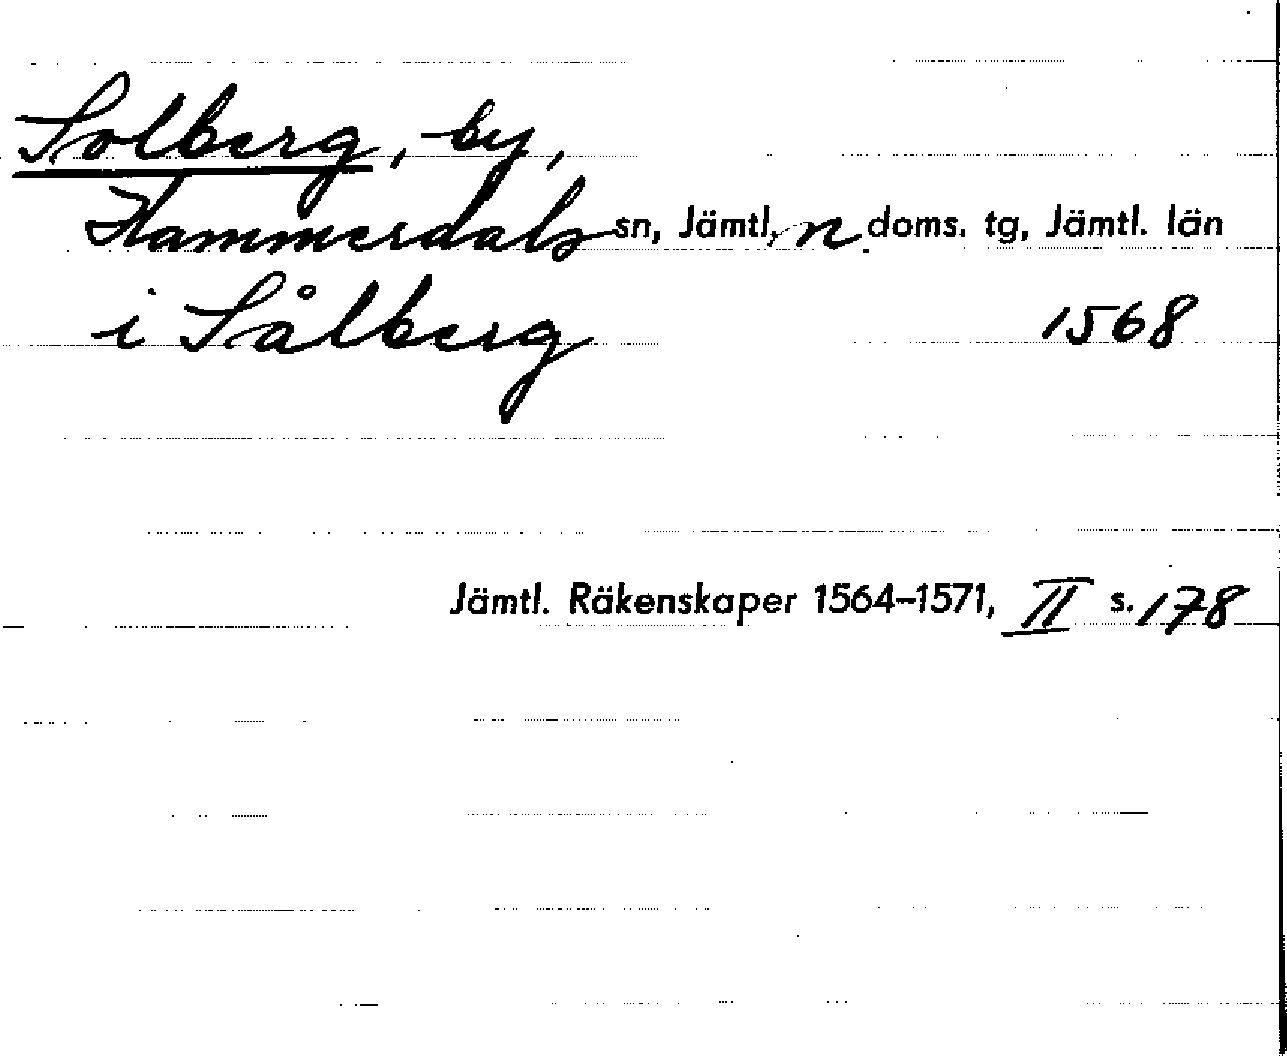 Solberg, by,
Hammerdals sn, Jämtl, n doms. tg, Jämtl. län
i Sålberg 1568
Jämtl. Räkenskaper 1564–1571, II s. 178